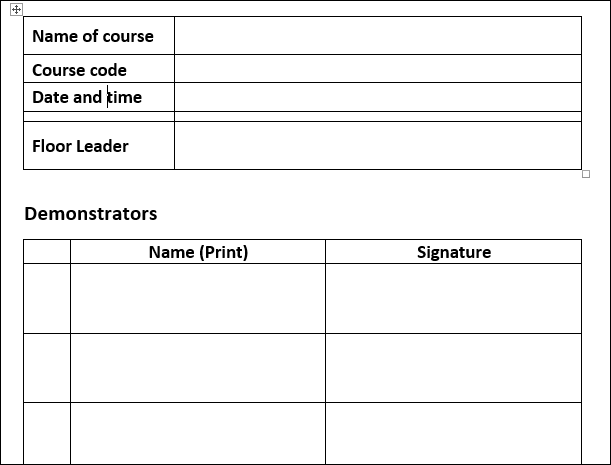 Name of course
Course code
Date and time
Floor Leader
Demonstrators
Name (Print) Signature